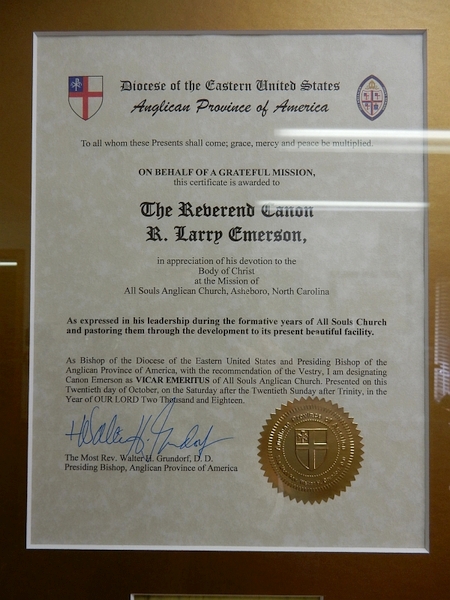 Diocese of the Eastern United States
Anglican Province of America
To all whom these Presents shall come; grace, mercy and peace be multiplied.
ON BEHALF OF A GRATEFUL MISSION,
this certificate is awarded to
The Reverend Canon
R. Larry Emerson,
in appreciation of his devotion to the
Body of Christ
at the Mission of
All Souls Anglican Church, Asheboro, North Carolina
As expressed in his leadership during the formative years of All Souls Church
and pastoring them through the development to its present beautiful facility.
As Bishop of the Diocese of the Eastern United States and Presiding Bishop of the
Anglican Province of America, with the recommendation of the Vestry, I am designating
Canon Emerson as VICAR EMERITUS of All Souls Anglican Church. Presented on this
Twentieth day of October, on the Saturday after the Twentieth Sunday after Trinity, in the
Year of OUR LORD Two Thousand and Eighteen.
+Walter H. Grundorf
The Most Rev. Walter H. Grundorf, D. D.
Presiding Bishop, Anglican Province of America